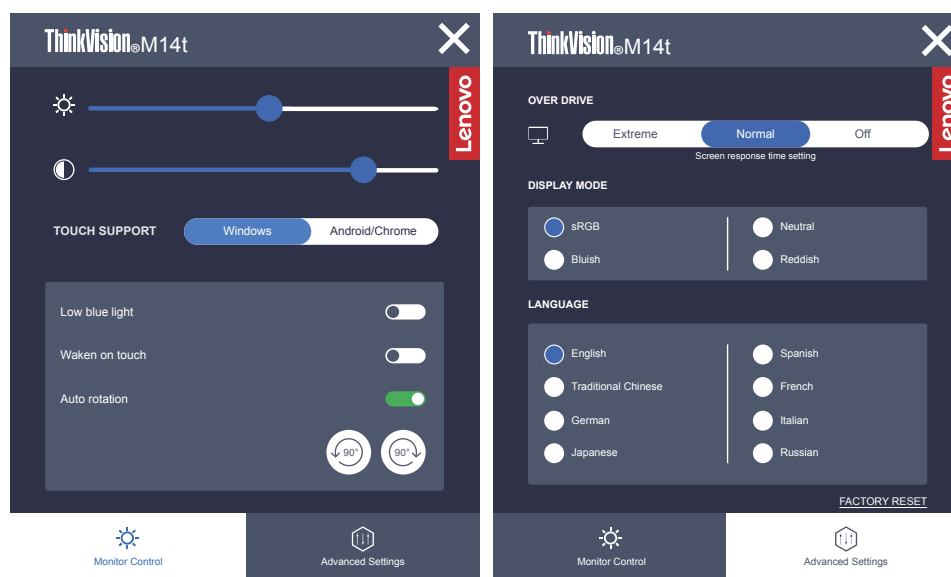 ThinkVision®M14t
Lenovo
TOUCH SUPPORT Windows Android/Chrome
Low blue light
Waken on touch
Auto rotation
90° 90°
Monitor Control Advanced Settings
ThinkVision®M14t
Lenovo
OVER DRIVE
Extreme Normal Off
Screen response time setting
DISPLAY MODE
sRGB Neutral
Bluish Reddish
LANGUAGE
English Spanish
Traditional Chinese French
German Italian
Japanese Russian
FACTORY RESET
Monitor Control Advanced Settings